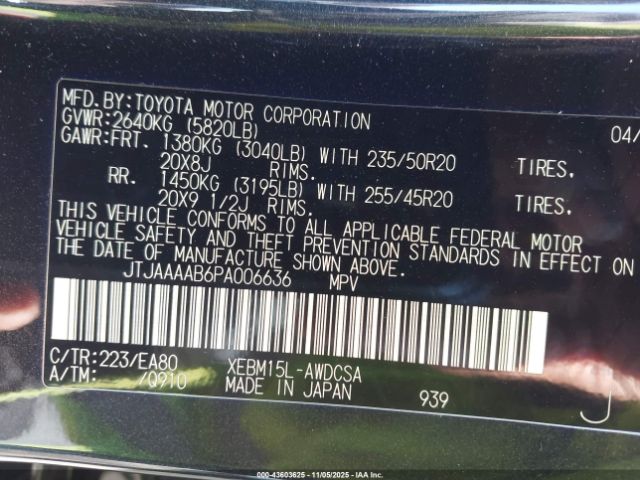 MFD.BY:TOYOTA MOTOR CORPORATION 04/
GVWR:2640KG (5820LB)
GAWR:FRT. 1380KG (3040LB) WITH 235/50R20 TIRES.
20X8J RIMS.
RR. 1450KG (3195LB) WITH 255/45R20 TIRES.
20X9 1/2J RIMS.
THIS VEHICLE CONFORMS TO ALL APPLICABLE FEDERAL MOTOR
VEHICLE SAFETY AND THEFT PREVENTION STANDARDS IN EFFECT ON
THE DATE OF MANUFACTURE SHOWN ABOVE.
JTJAAAAB6PA006636 MPV
C/TR:223/EA80 XEBM15L-AWDCSA
A/TM: /Q910 MADE IN JAPAN 939 J
© IAA 43603625 - 11/05/2025 - © IAA